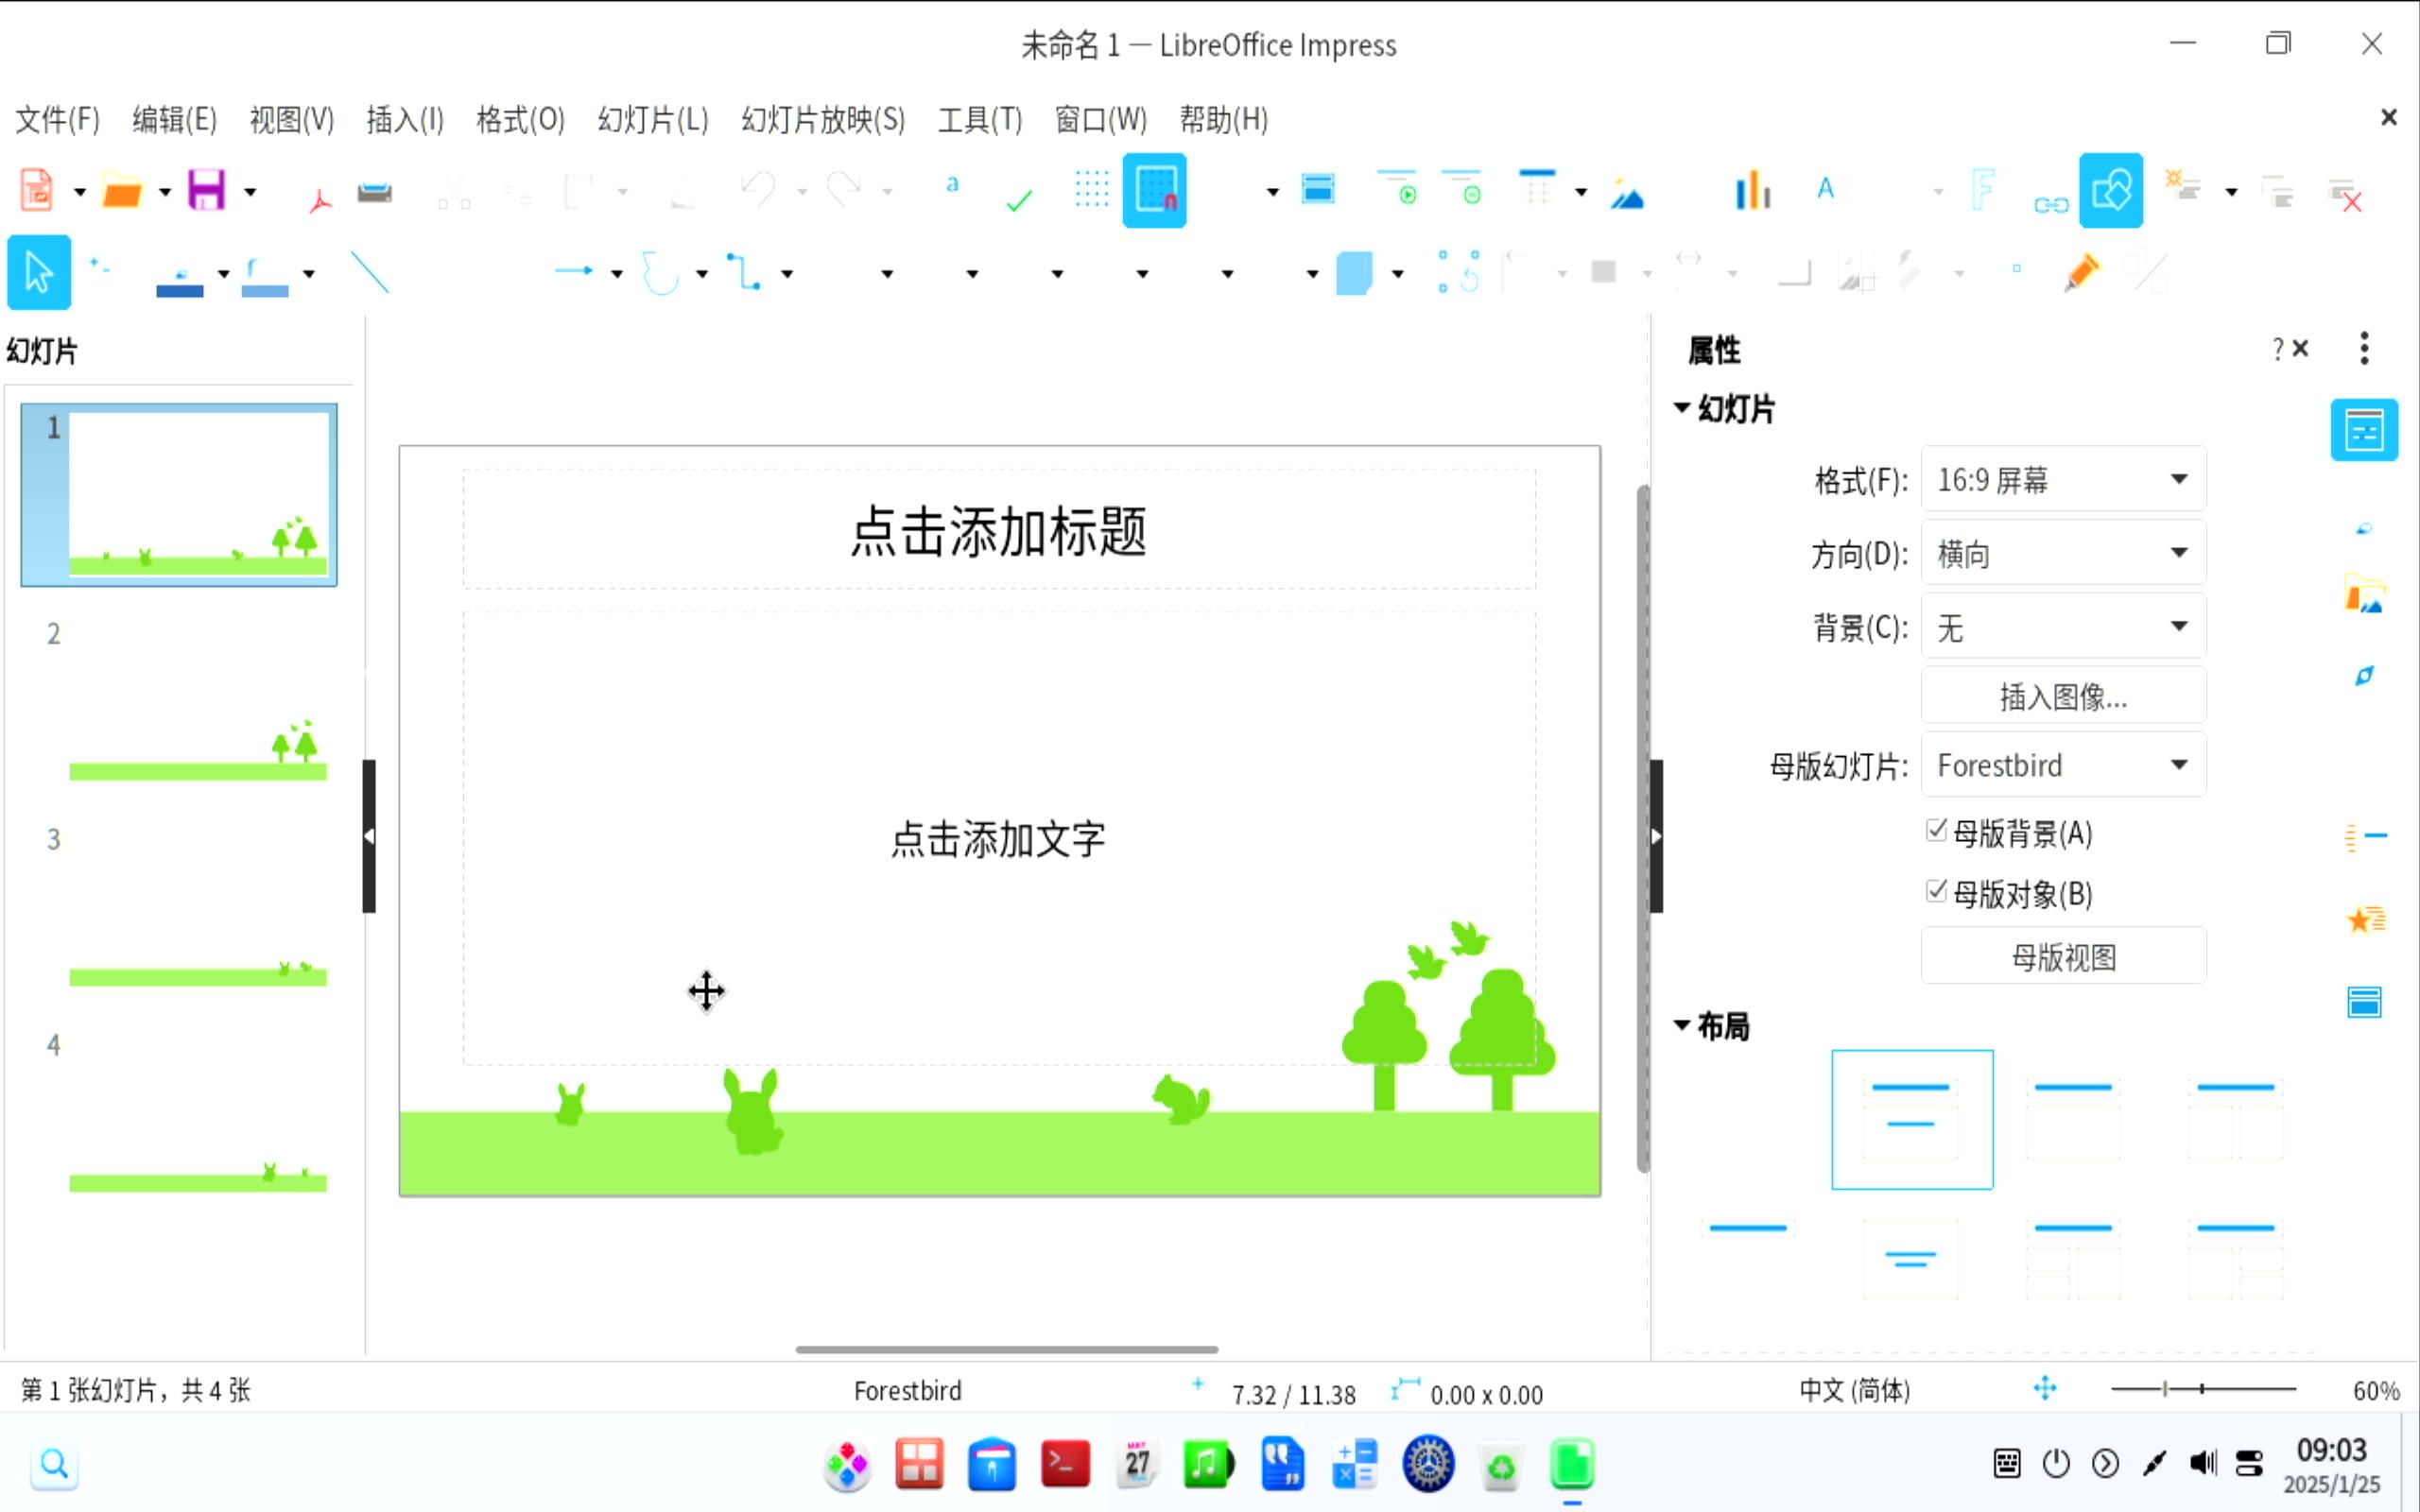 未命名 1 — LibreOffice Impress
文件(F) 编辑(E) 视图(V) 插入(I) 格式(O) 幻灯片(L) 幻灯片放映(S) 工具(T) 窗口(W) 帮助(H)
幻灯片
1
2
3
4
点击添加标题
点击添加文字
属性
幻灯片
格式(F): 16:9 屏幕
方向(D): 横向
背景(C): 无
插入图像...
母版幻灯片: Forestbird
母版背景(A)
母版对象(B)
母版视图
布局
第 1 张幻灯片，共 4 张 Forestbird 7.32 / 11.38 0.00 x 0.00 中文 (简体) 60%
27
09:03
2025/1/25